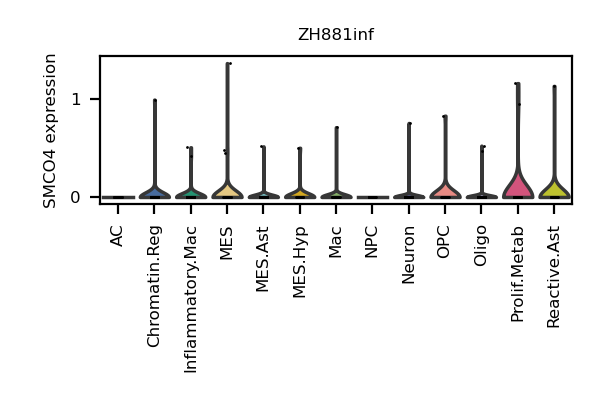 ZH881inf
SMCO4 expression
1
0
AC
Chromatin.Reg
Inflammatory.Mac
MES
MES.Ast
MES.Hyp
Mac
NPC
Neuron
OPC
Oligo
Prolif.Metab
Reactive.Ast